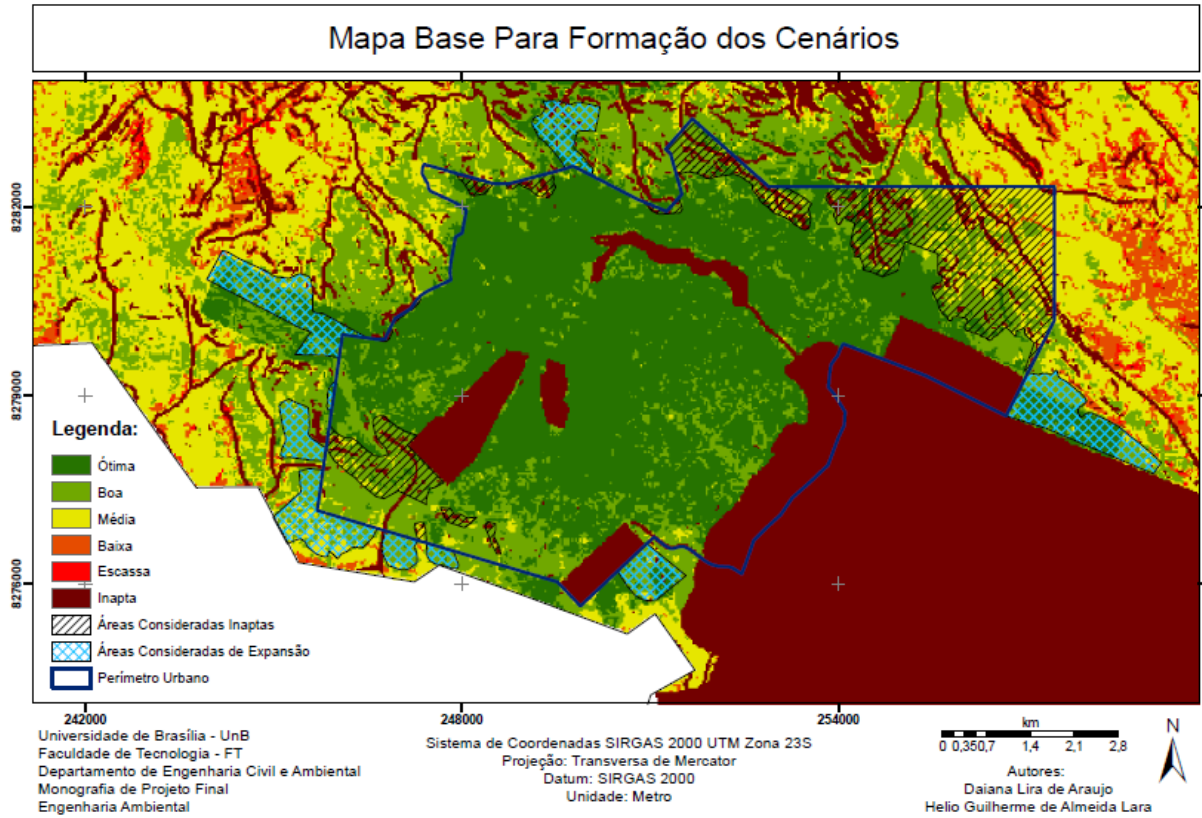 Mapa Base Para Formação dos Cenários
8282000
8279000
8276000
Legenda:
Ótima
Boa
Média
Baixa
Escassa
Inapta
Áreas Consideradas Inaptas
Áreas Consideradas de Expansão
Perímetro Urbano
242000
248000
254000
Universidade de Brasília - UnB
Faculdade de Tecnologia - FT
Departamento de Engenharia Civil e Ambiental
Monografia de Projeto Final
Engenharia Ambiental
Sistema de Coordenadas SIRGAS 2000 UTM Zona 23S
Projeção: Transversa de Mercator
Datum: SIRGAS 2000
Unidade: Metro
km
0 0,350,7 1,4 2,1 2,8
N
Autores:
Daiana Lira de Araujo
Helio Guilherme de Almeida Lara